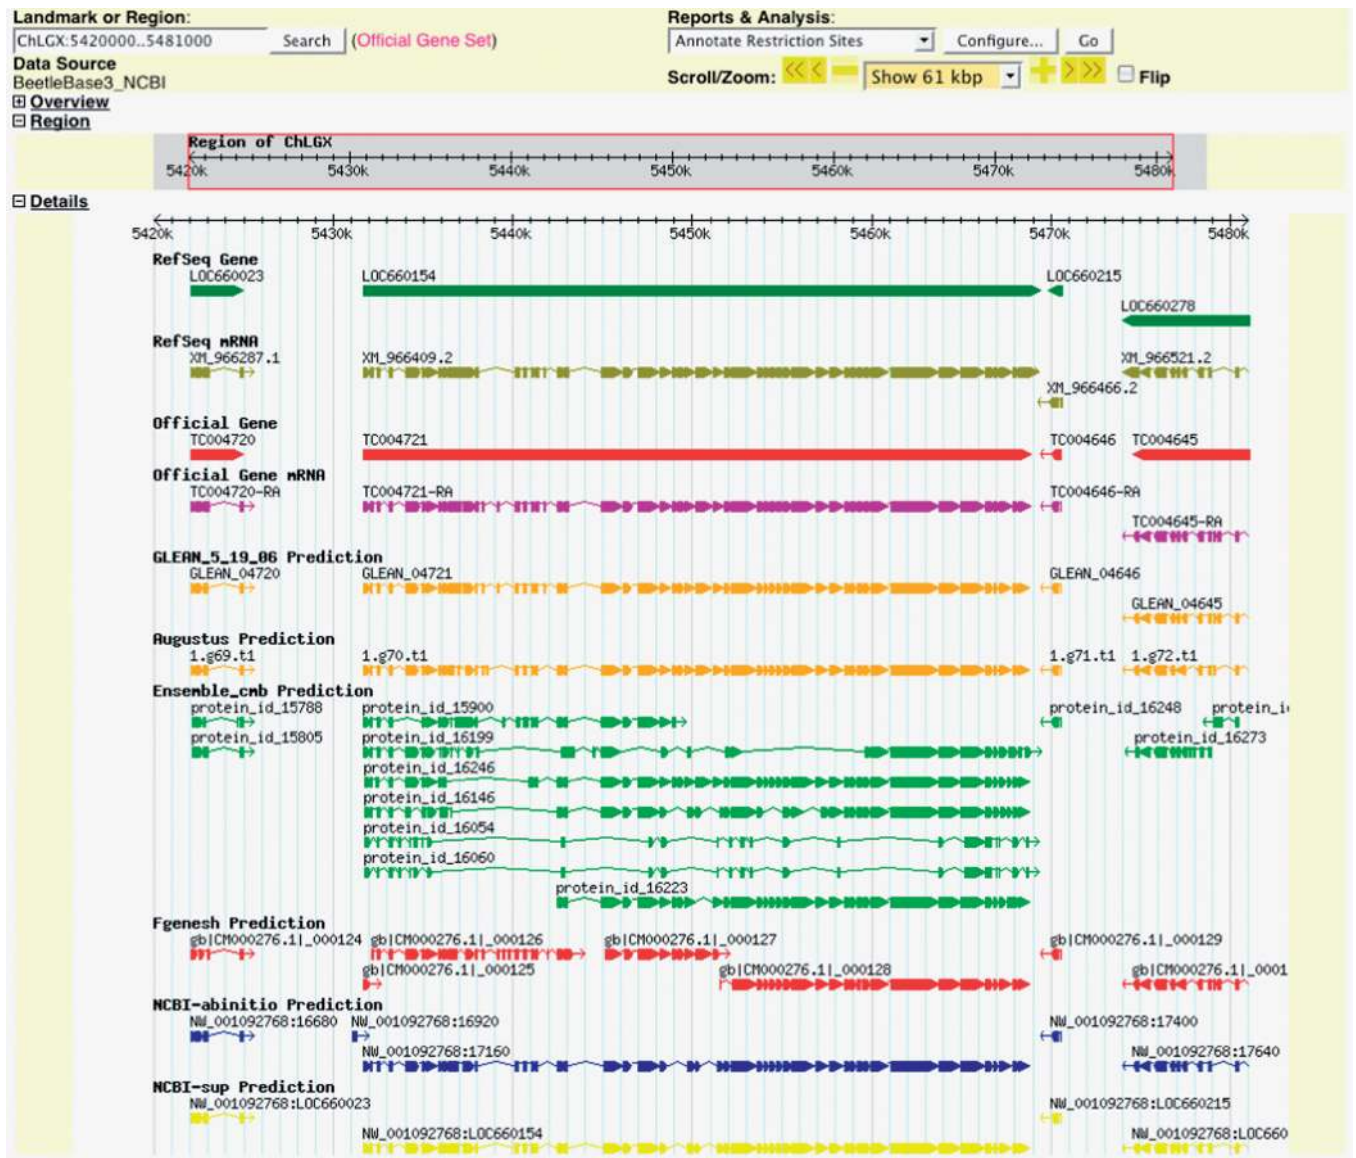 Landmark or Region:
Reports & Analysis:
ChLGX:5420000..5481000 Search (Official Gene Set)
Annotate Restriction Sites Configure... Go
Data Source
BeetleBase3_NCBI
Scroll/Zoom: << < Show 61 kbp > >> Flip
Overview
Region
Region of ChLGX
5420k 5430k 5440k 5450k 5460k 5470k 5480k
Details
5420k 5430k 5440k 5450k 5460k 5470k 5480k
RefSeq Gene
LOC660023 LOC660154 LOC660215
LOC660278
RefSeq mRNA
XM_966287.1 XM_966409.2 XM_966521.2
XM_966466.2
Official Gene
TC004720 TC004721 TC004646 TC004645
Official Gene mRNA
TC004720-RA TC004721-RA TC004646-RA
TC004645-RA
GLEAN_5_19_06 Prediction
GLEAN_04720 GLEAN_04721 GLEAN_04646
GLEAN_04645
Augustus Prediction
1.g69.t1 1.g70.t1 1.g71.t1 1.g72.t1
Ensemble_cmb Prediction
protein_id_15788 protein_id_15900 protein_id_16248 protein_i
protein_id_15805 protein_id_16199 protein_id_16273
protein_id_16246
protein_id_16146
protein_id_16054
protein_id_16060
protein_id_16223
Fgenesh Prediction
gb|CM000276.1|_000124 gb|CM000276.1|_000126 gb|CM000276.1|_000127 gb|CM000276.1|_000129
gb|CM000276.1|_000125 gb|CM000276.1|_000128 gb|CM000276.1|_0001
NCBI-abinitio Prediction
NW_001092768:16680 NW_001092768:16920 NW_001092768:17400
NW_001092768:17160 NW_001092768:17640
NCBI-sup Prediction
NW_001092768:LOC660023 NW_001092768:LOC660215
NW_001092768:LOC660154 NW_001092768:LOC660